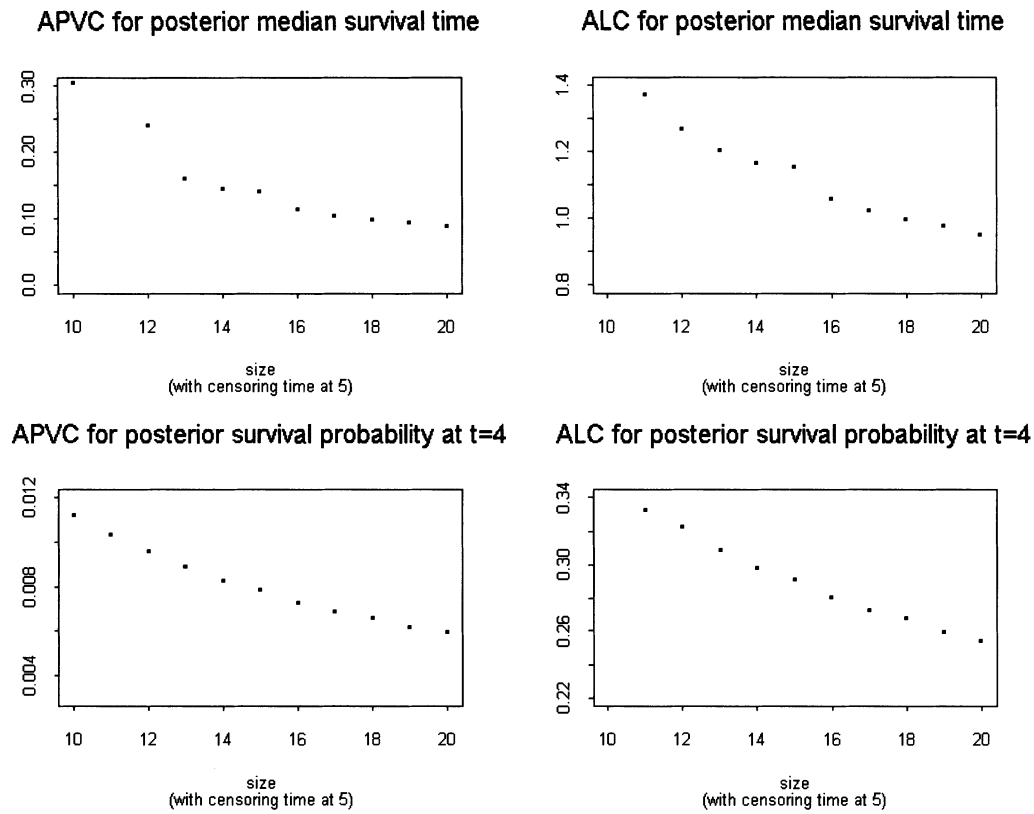 APVC for posterior median survival time
0.30
0.20
0.10
0.0
10 12 14 16 18 20
size
(with censoring time at 5)
ALC for posterior median survival time
1.4
1.2
1.0
0.8
10 12 14 16 18 20
size
(with censoring time at 5)
APVC for posterior survival probability at t=4
0.012
0.008
0.004
10 12 14 16 18 20
size
(with censoring time at 5)
ALC for posterior survival probability at t=4
0.34
0.30
0.26
0.22
10 12 14 16 18 20
size
(with censoring time at 5)